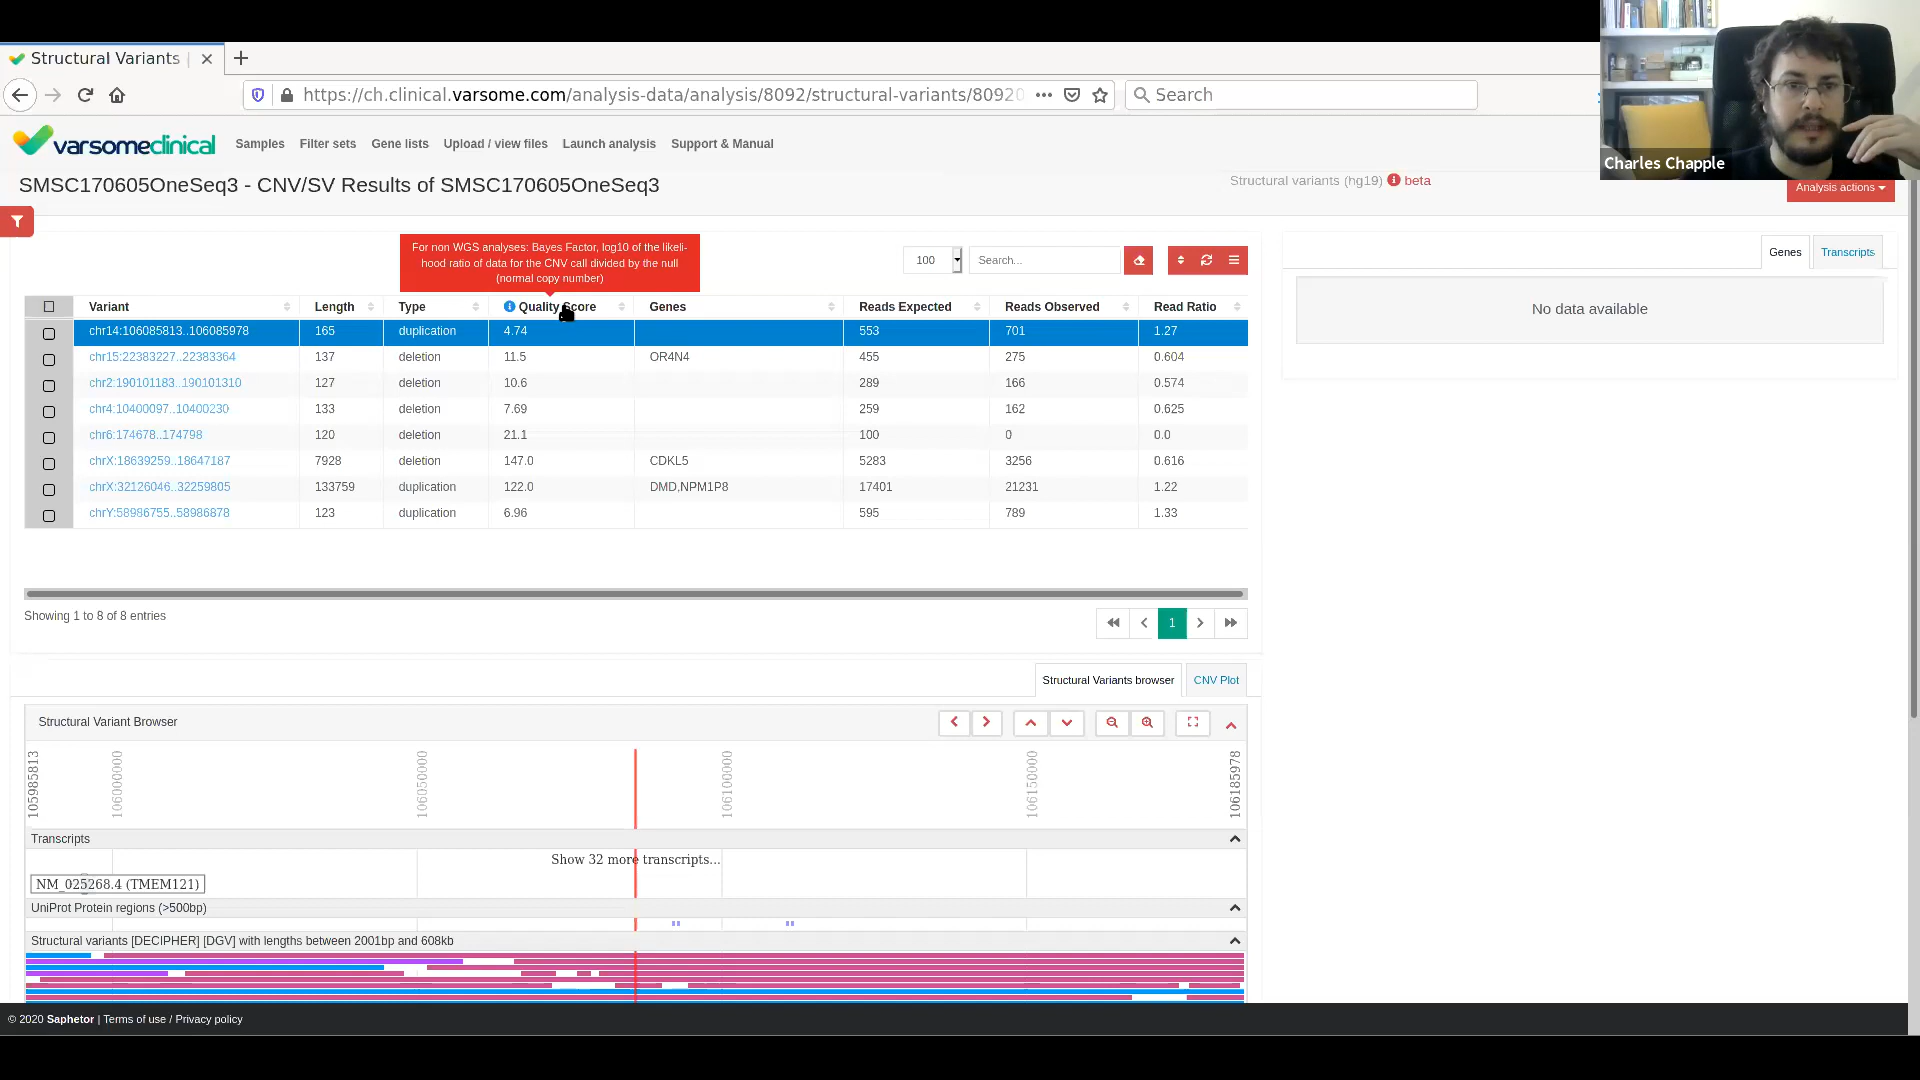 Structural Variants |
https://ch.clinical.varsome.com/analysis-data/analysis/8092/structural-variants/8092
Search
Charles Chapple
varsomeclinical
Samples Filter sets Gene lists Upload / view files Launch analysis Support & Manual
SMSC170605OneSeq3 - CNV/SV Results of SMSC170605OneSeq3
Structural variants (hg19) beta
Analysis actions
For non WGS analyses: Bayes Factor, log10 of the likeli-
hood ratio of data for the CNV call divided by the null
(normal copy number)
100 Search...
Genes Transcripts
No data available
Variant Length Type Quality Score Genes Reads Expected Reads Observed Read Ratio
chr14:106085813..106085978 165 duplication 4.74 553 701 1.27
chr15:22383227..22383364 137 deletion 11.5 OR4N4 455 275 0.604
chr2:190101183..190101310 127 deletion 10.6 289 166 0.574
chr4:10400097..10400230 133 deletion 7.69 259 162 0.625
chr6:174678..174798 120 deletion 21.1 100 0 0.0
chrX:18639259..18647187 7928 deletion 147.0 CDKL5 5283 3256 0.616
chrX:32126046..32259805 133759 duplication 122.0 DMD,NPM1P8 17401 21231 1.22
chrY:58986755..58986878 123 duplication 6.96 595 789 1.33
Showing 1 to 8 of 8 entries
1
Structural Variants browser CNV Plot
Structural Variant Browser
105985813 106000000 106050000 106100000 106150000 106185978
Transcripts
Show 32 more transcripts...
NM_025268.4 (TMEM121)
UniProt Protein regions (>500bp)
Structural variants [DECIPHER] [DGV] with lengths between 2001bp and 608kb
© 2020 Saphetor | Terms of use / Privacy policy